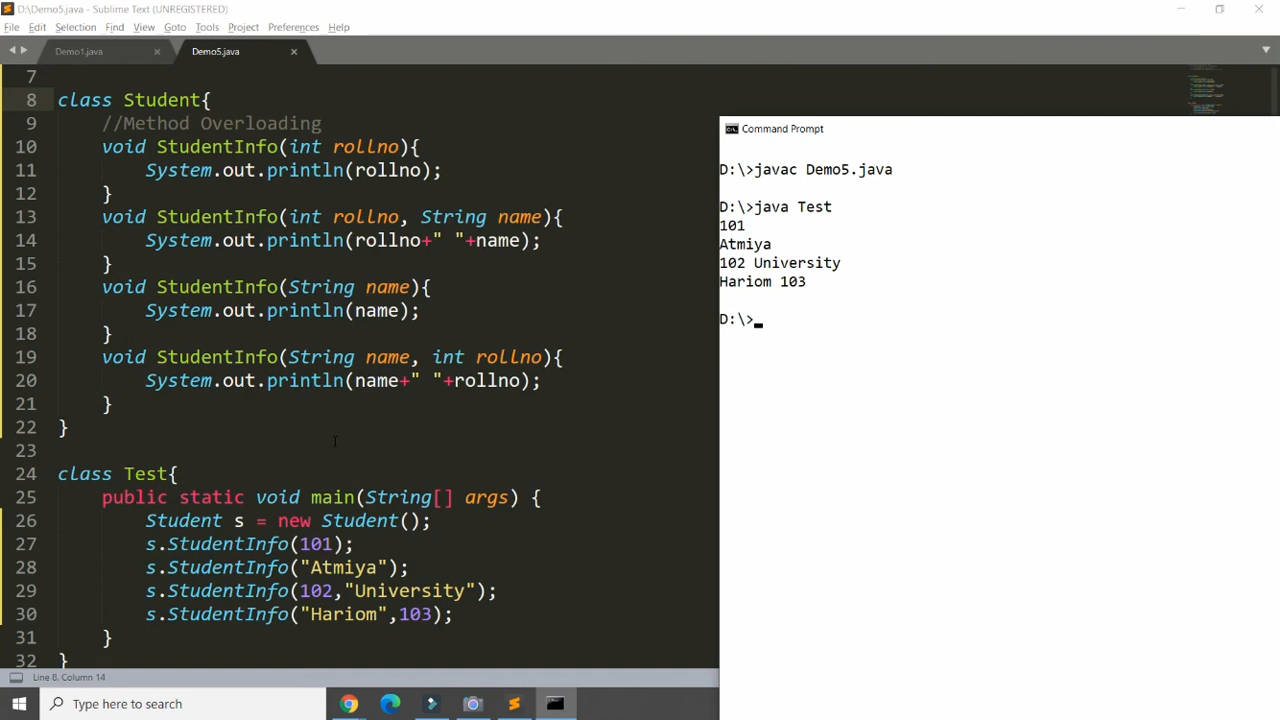 D:\Demo5.java - Sublime Text (UNREGISTERED)
File Edit Selection Find View Goto Tools Project Preferences Help
Demo1.java Demo5.java
7
8 class Student{
9 //Method Overloading
10 void StudentInfo(int rollno){
11 System.out.println(rollno);
12 }
13 void StudentInfo(int rollno, String name){
14 System.out.println(rollno+" "+name);
15 }
16 void StudentInfo(String name){
17 System.out.println(name);
18 }
19 void StudentInfo(String name, int rollno){
20 System.out.println(name+" "+rollno);
21 }
22 }
23
24 class Test{
25 public static void main(String[] args) {
26 Student s = new Student();
27 s.StudentInfo(101);
28 s.StudentInfo("Atmiya");
29 s.StudentInfo(102,"University");
30 s.StudentInfo("Hariom",103);
31 }
32 }
Line 8, Column 14
Command Prompt
D:\>javac Demo5.java
D:\>java Test
101
Atmiya
102 University
Hariom 103
D:\>
Type here to search